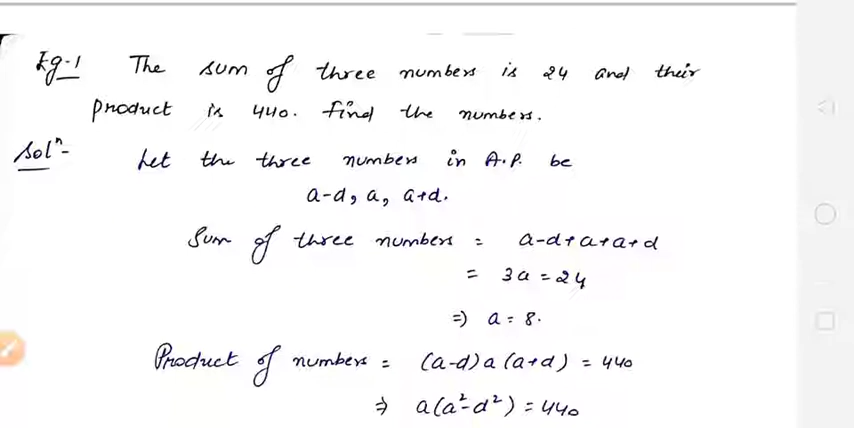 Eg-1 The sum of three numbers is 24 and their
product is 440. find the numbers.
Solⁿ- Let the three numbers in A.P. be
a-d, a, a+d.
Sum of three numbers = a-d+a+a+d
= 3a = 24
=) a = 8.
Product of numbers = (a-d) a (a+d) = 440
⇒ a(a²-d²) = 440